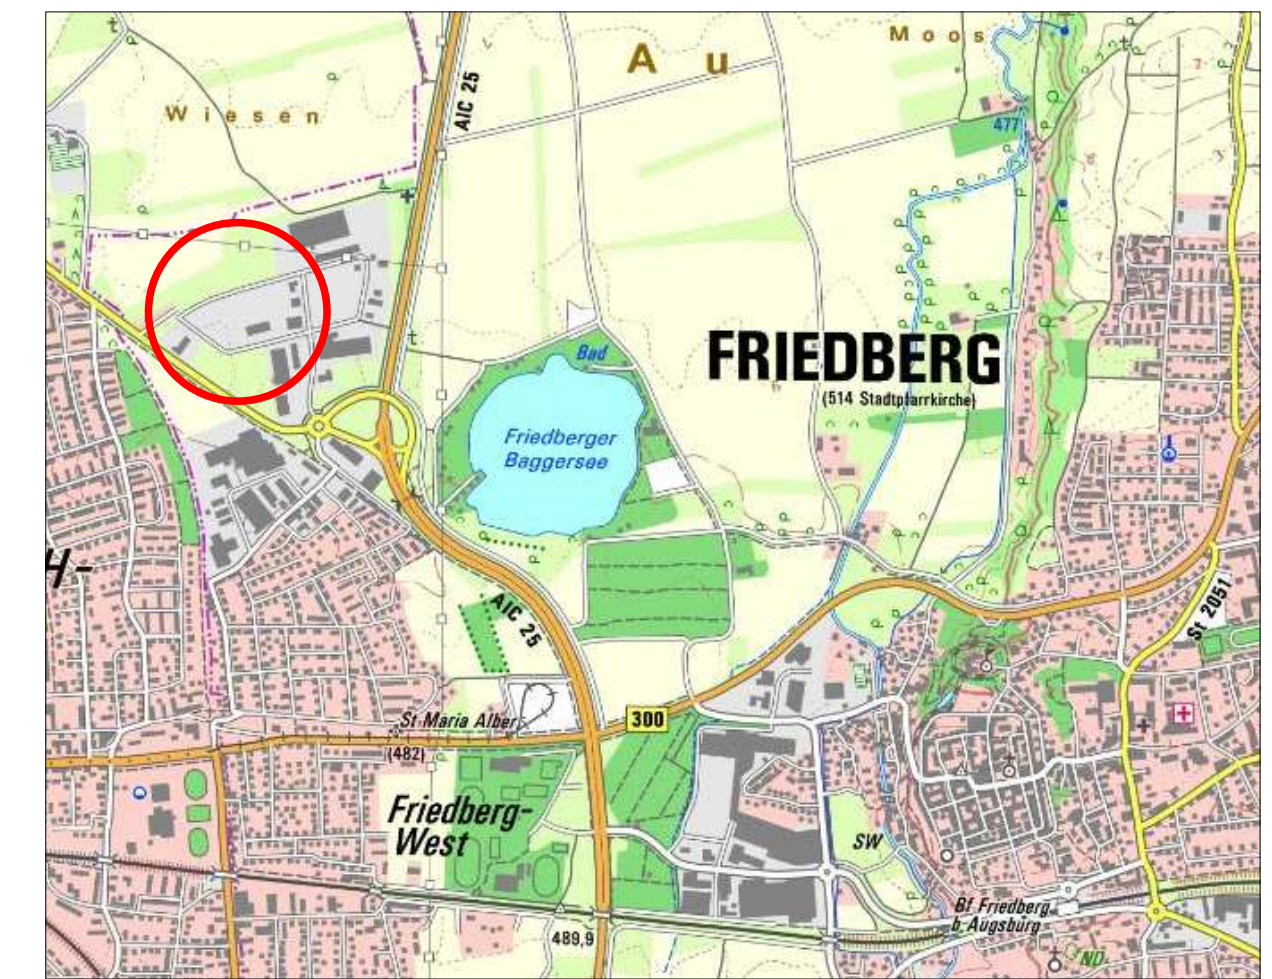 Moos
A u
AIC 25
Wiesen
477
Bad
FRIEDBERG
(514 Stadtpfarrkirche)
Friedberger
Baggersee
H-
AIC 25
St 2051
300
St Maria Alber
(482)
Friedberg-
West
SW
Bf Friedberg
b Augsburg
489,9
ND